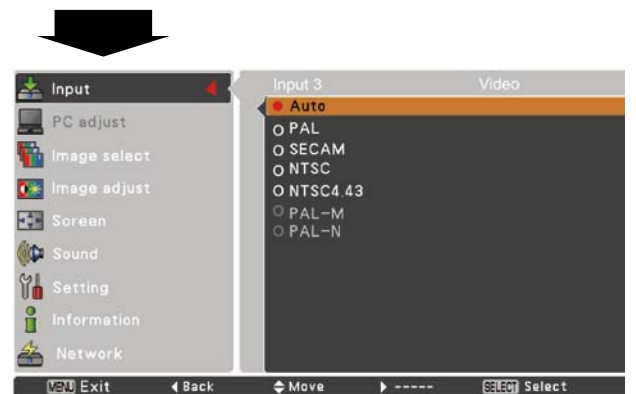 Input
PC adjust
Image select
Image adjust
Screen
Sound
Setting
Information
Network
Input 3 Video
Auto
PAL
SECAM
NTSC
NTSC4.43
PAL-M
PAL-N
MENU Exit Back Move ----- SELECT Select